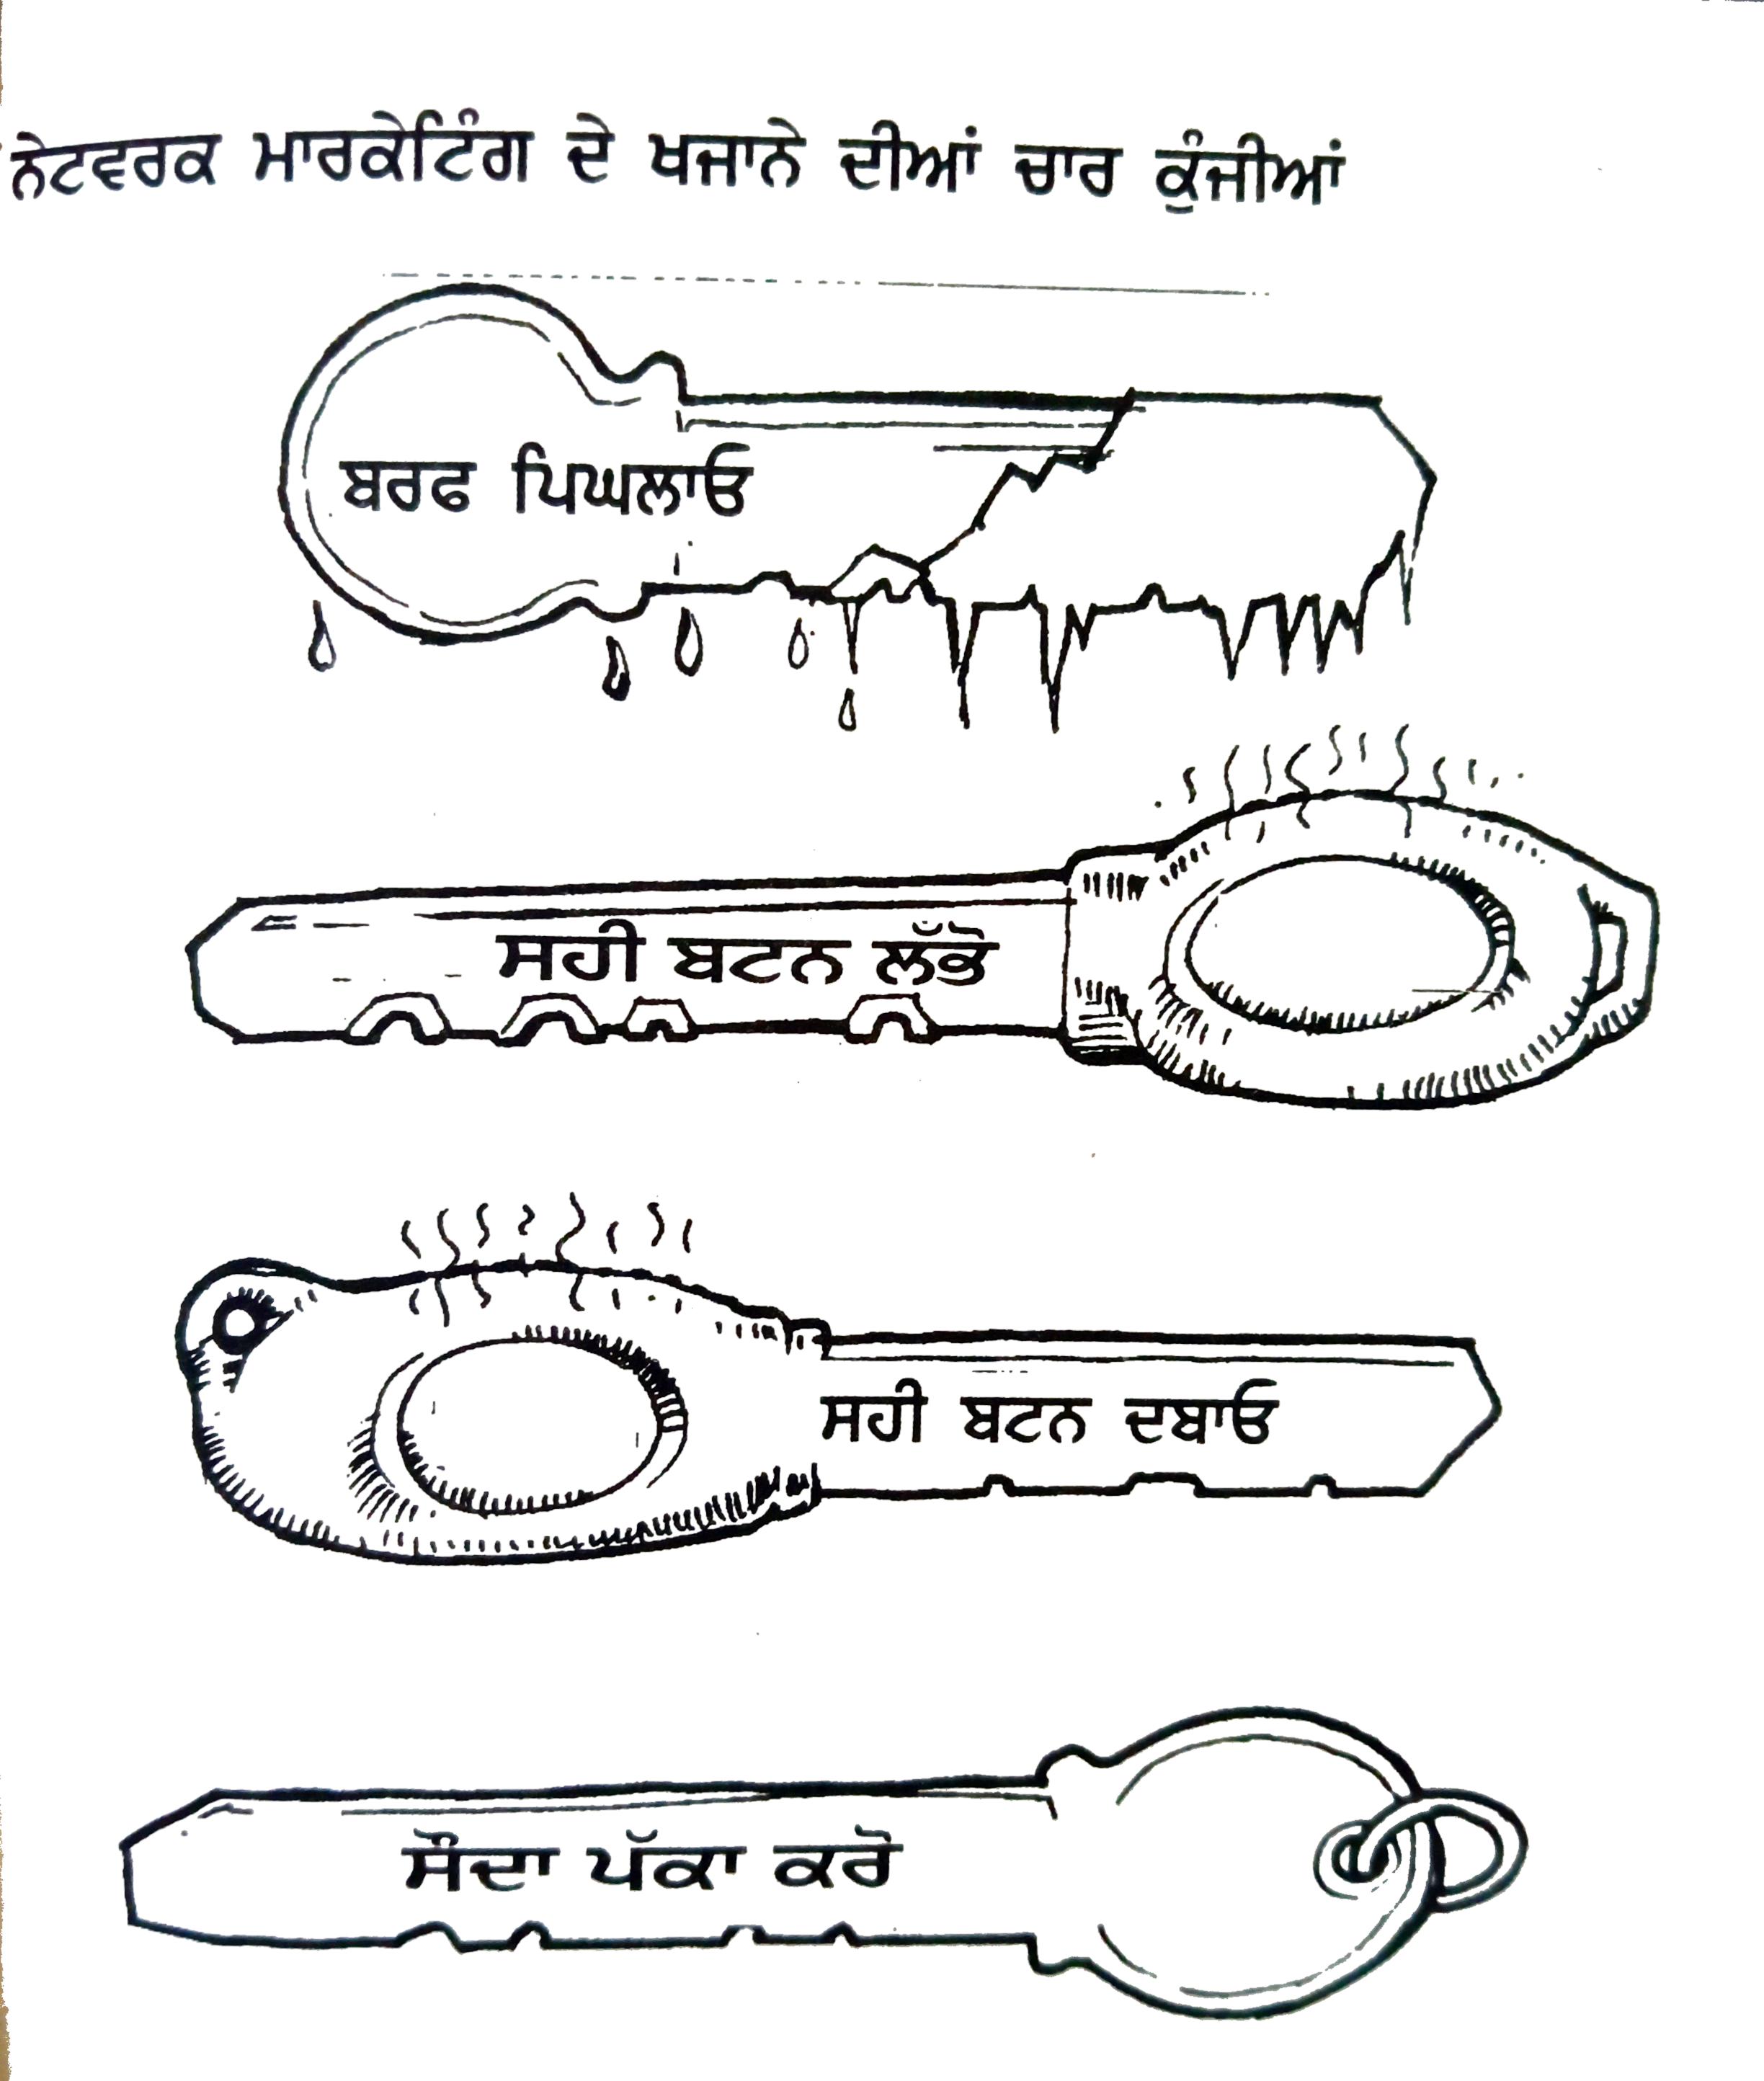 ਨੇਟਵਰਕ ਮਾਰਕੇਟਿੰਗ ਦੇ ਖਜਾਨੇ ਦੀਆਂ ਚਾਰ ਕੁੰਜੀਆਂ
ਬਰਫ ਪਿਘਲਾਓ
ਸਹੀ ਬਟਨ ਲੱਭੋ
ਸਹੀ ਬਟਨ ਦਬਾਓ
ਸੌਦਾ ਪੱਕਾ ਕਰੋ